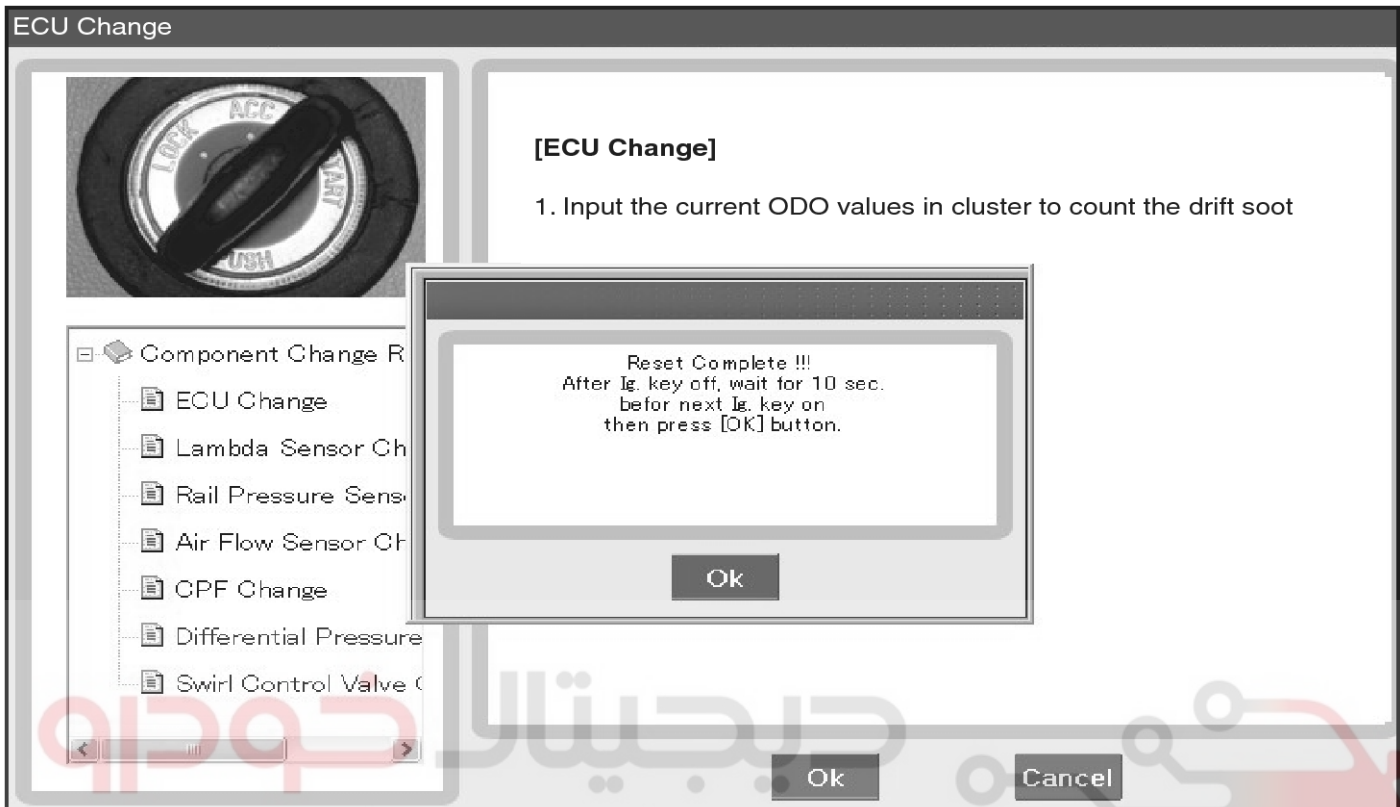 ECU Change
ACC
LOCK
START
PUSH
[ECU Change]
1. Input the current ODO values in cluster to count the drift soot
Component Change R
ECU Change
Lambda Sensor Ch
Rail Pressure Sens
Air Flow Sensor Ch
CPF Change
Differential Pressure
Swirl Control Valve C
Reset Complete !!!
After Ig. key off, wait for 10 sec.
befor next Ig. key on
then press [OK] button.
Ok
Ok
Cancel
دیجیتال خودرو